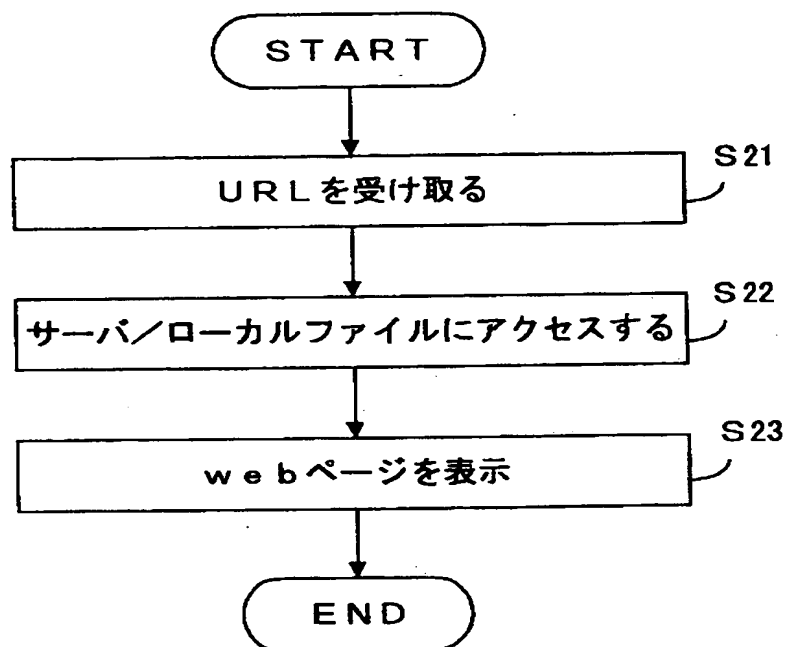 START
S21
URLを受け取る
S22
サーバ/ローカルファイルにアクセスする
S23
webページを表示
END